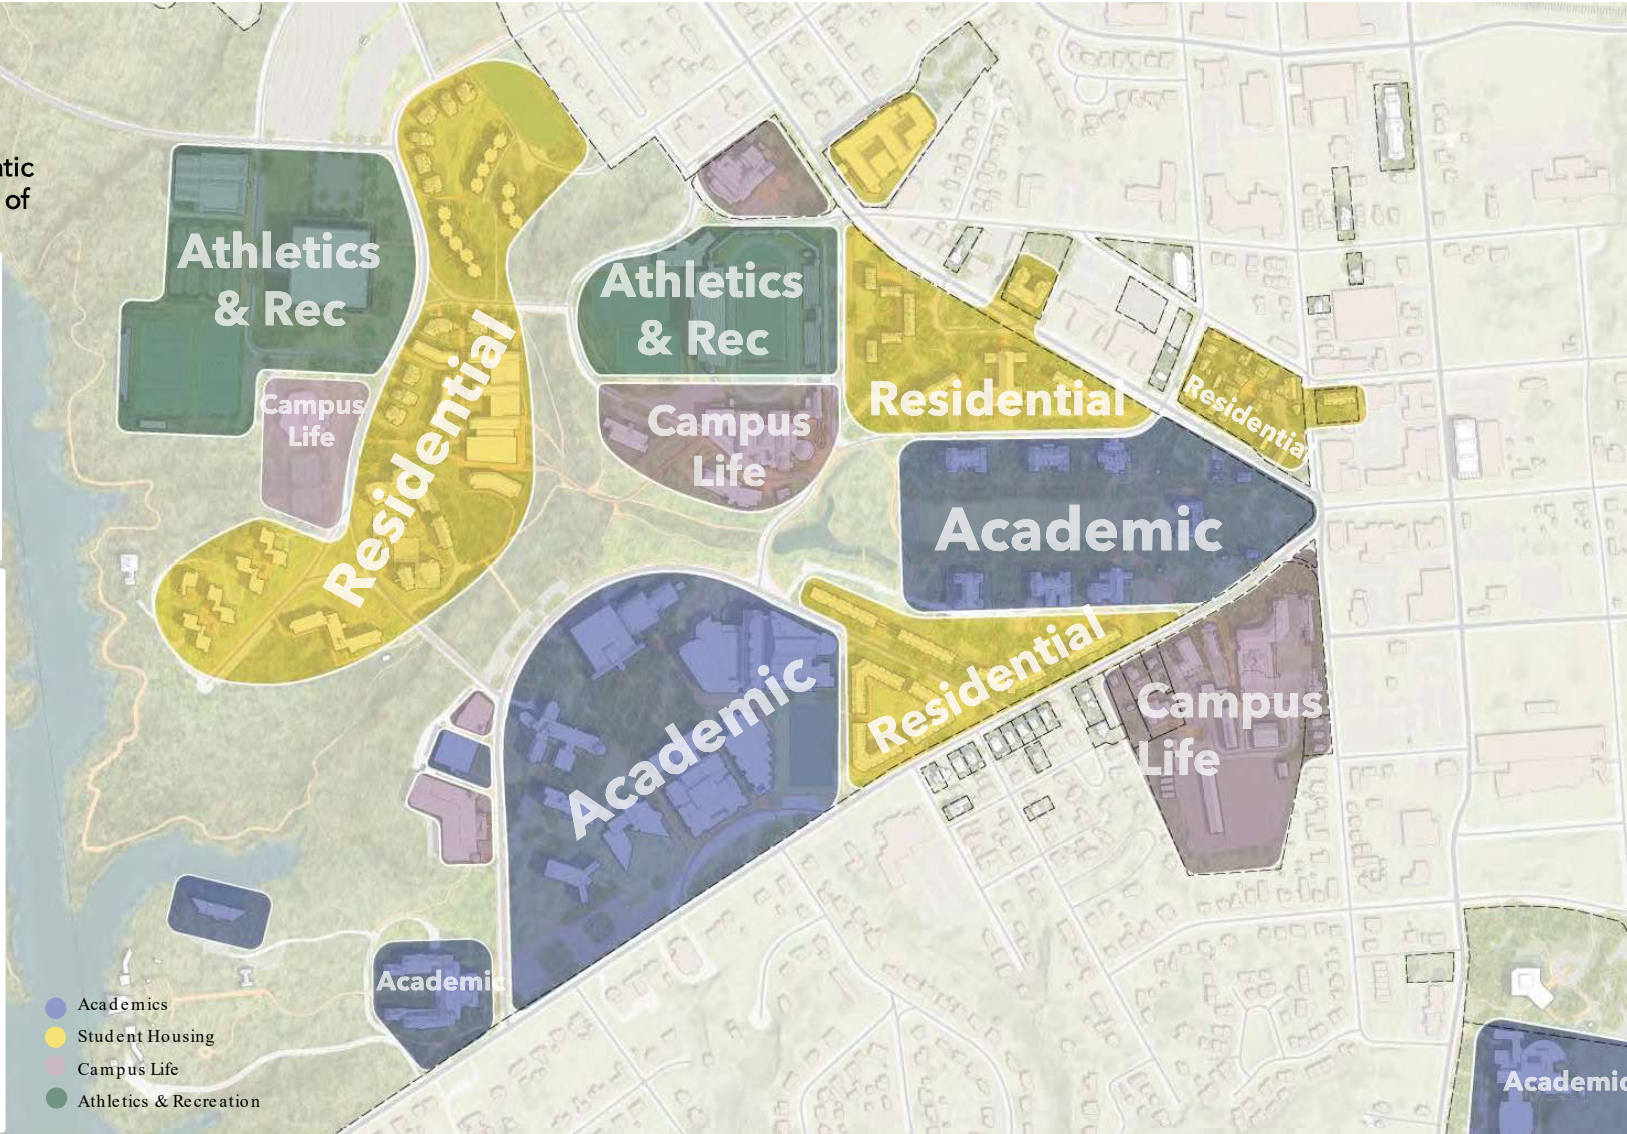 of
Athletics
& Rec
Athletics
& Rec
Campus
Life
Residential
Campus
Life
Residential
Residential
Academic
Academic
Residential
Campus
Life
Academic
Academic
Academics
Student Housing
Campus Life
Athletics & Recreation